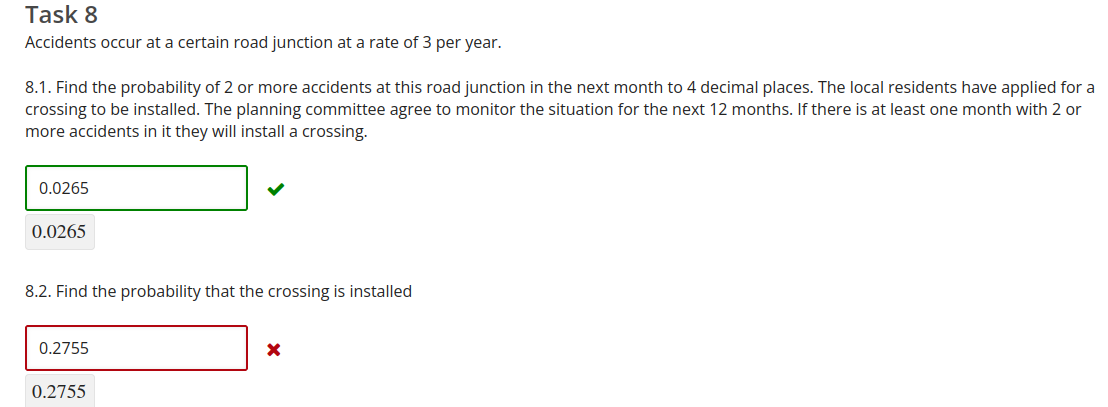 Task 8
Accidents occur at a certain road junction at a rate of 3 per year.
8.1. Find the probability of 2 or more accidents at this road junction in the next month to 4 decimal places. The local residents have applied for a
crossing to be installed. The planning committee agree to monitor the situation for the next 12 months. If there is at least one month with 2 or
more accidents in it they will install a crossing.
0.0265
0.0265
8.2. Find the probability that the crossing is installed
0.2755
0.2755